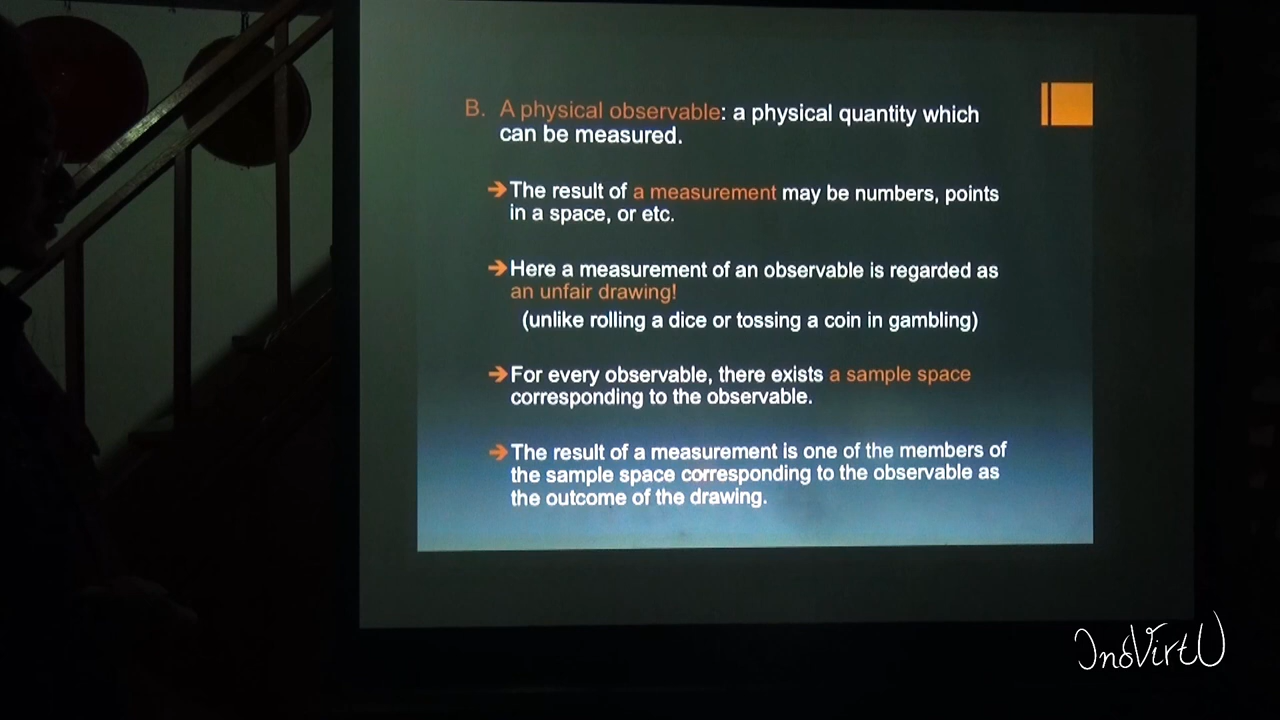 B. A physical observable: a physical quantity which
can be measured.
➔ The result of a measurement may be numbers, points
in a space, or etc.
➔ Here a measurement of an observable is regarded as
an unfair drawing!
(unlike rolling a dice or tossing a coin in gambling)
➔ For every observable, there exists a sample space
corresponding to the observable.
➔ The result of a measurement is one of the members of
the sample space corresponding to the observable as
the outcome of the drawing.
InoVirtU